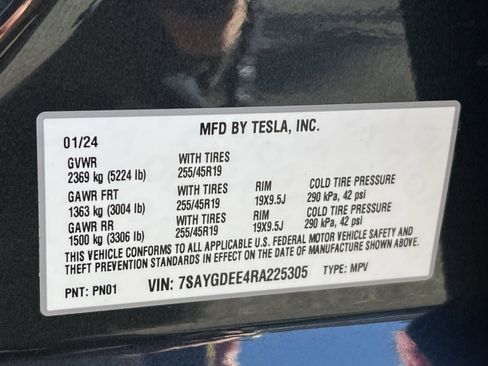 MFD BY TESLA, INC.
01/24
GVWR WITH TIRES
2369 kg (5224 lb) 255/45R19
GAWR FRT WITH TIRES RIM COLD TIRE PRESSURE
1363 kg (3004 lb) 255/45R19 19X9.5J 290 kPa, 42 psi
GAWR RR WITH TIRES RIM COLD TIRE PRESSURE
1500 kg (3306 lb) 255/45R19 19X9.5J 290 kPa, 42 psi
THIS VEHICLE CONFORMS TO ALL APPLICABLE U.S. FEDERAL MOTOR VEHICLE SAFETY AND
THEFT PREVENTION STANDARDS IN EFFECT ON THE DATE OF MANUFACTURE SHOWN ABOVE.
PNT: PN01 VIN: 7SAYGDEE4RA225305 TYPE: MPV